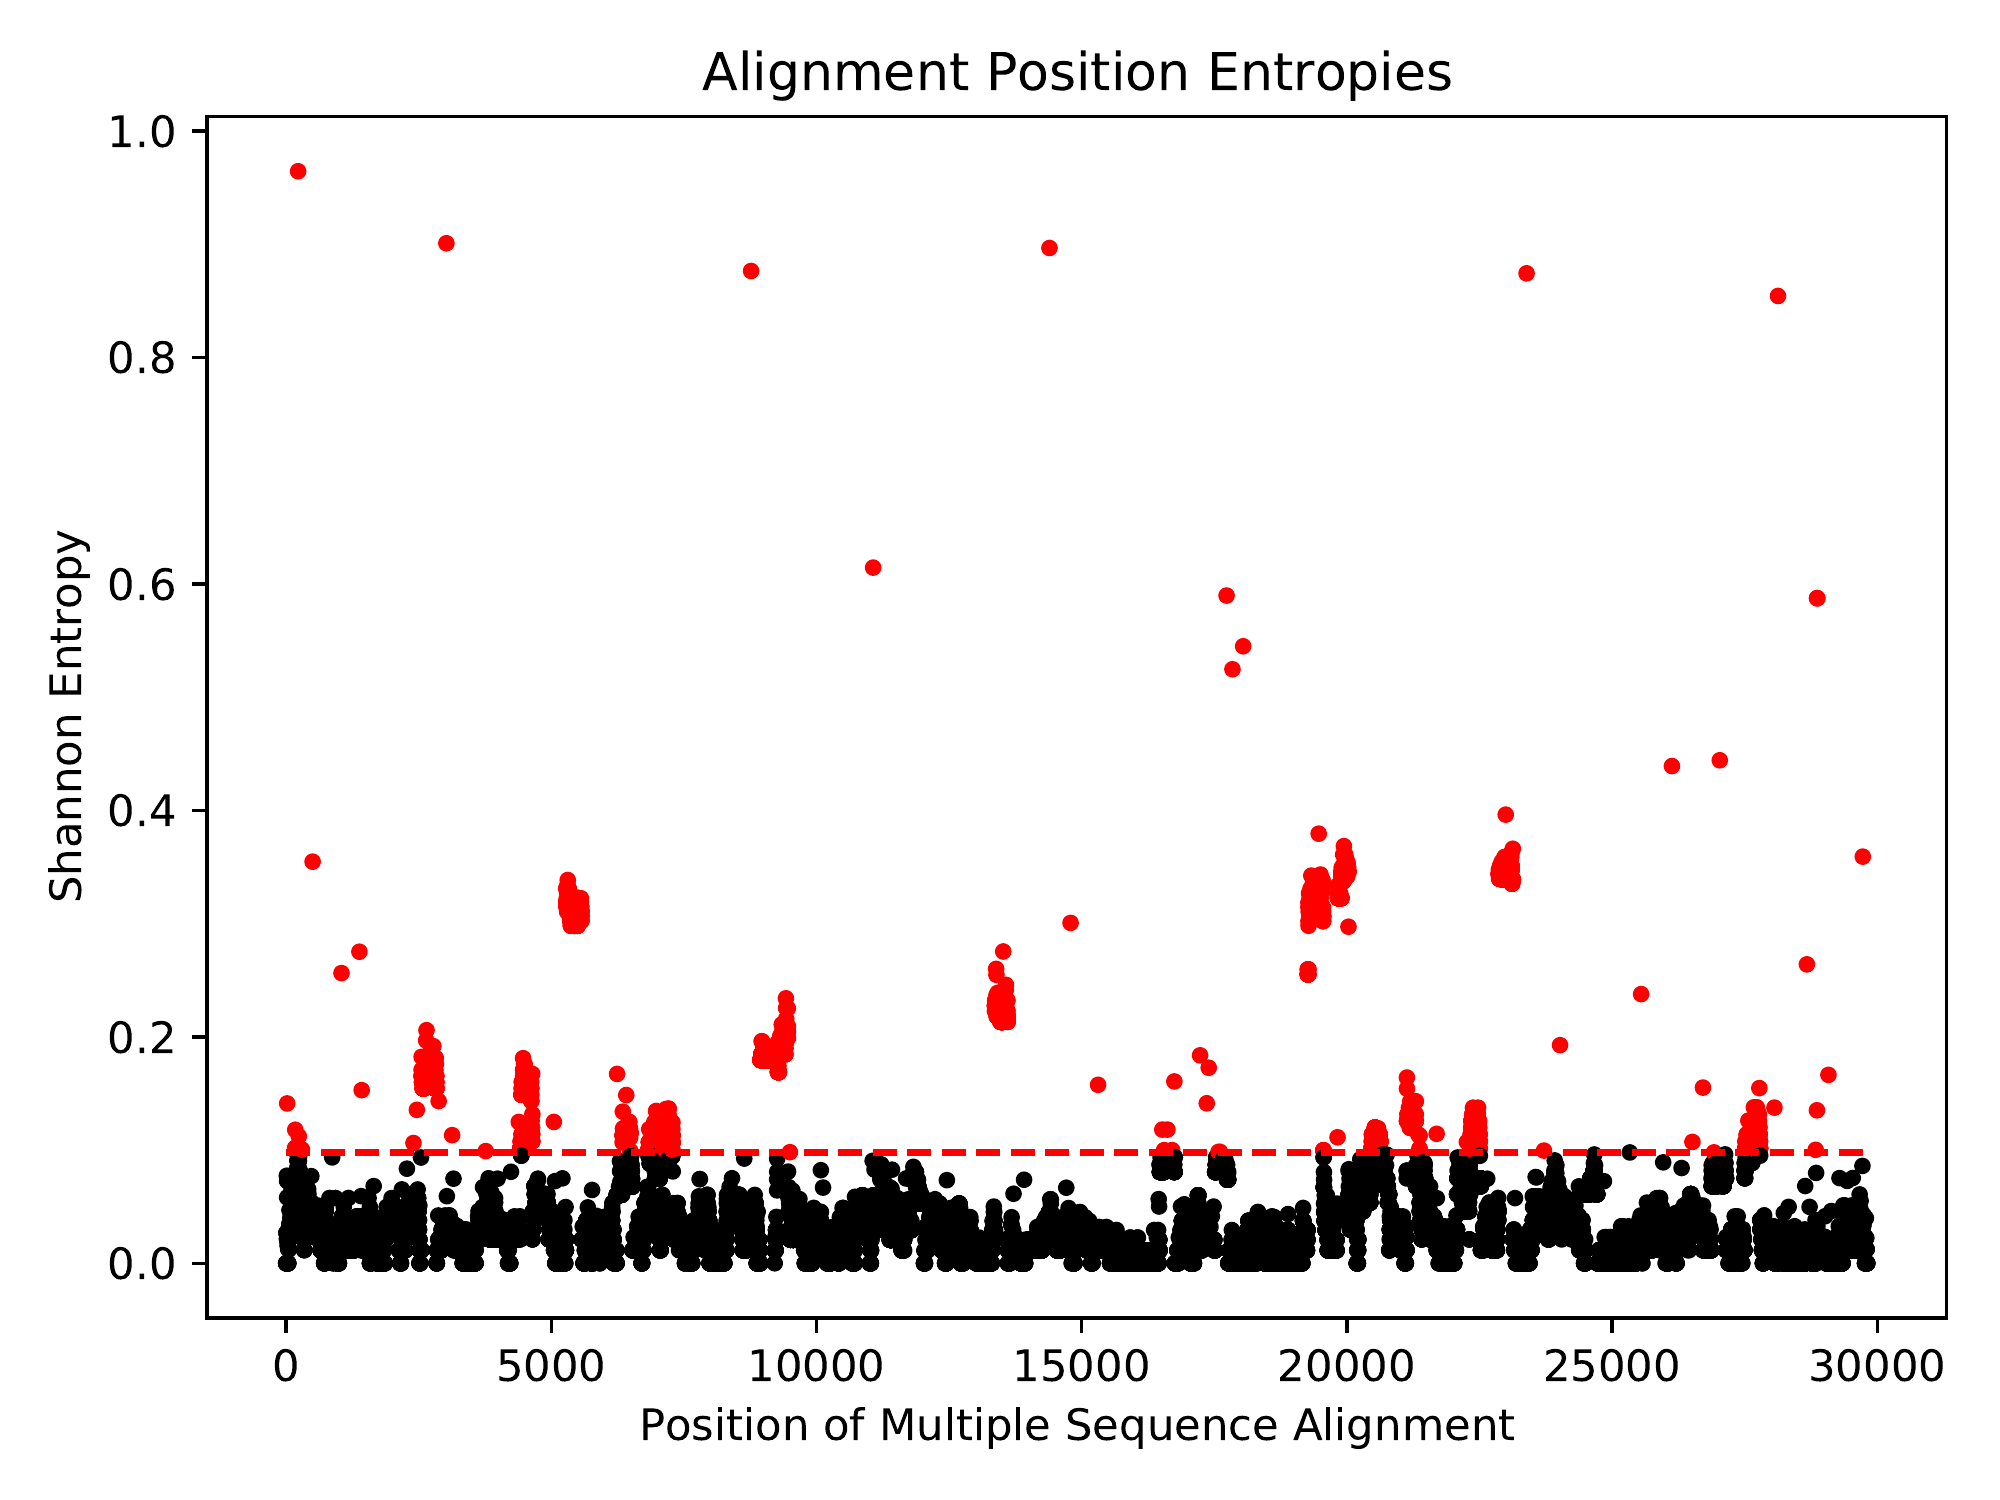 Alignment Position Entropies
1.0
0.8
0.6
0.4
0.2
0.0
Shannon Entropy
0 5000 10000 15000 20000 25000 30000
Position of Multiple Sequence Alignment